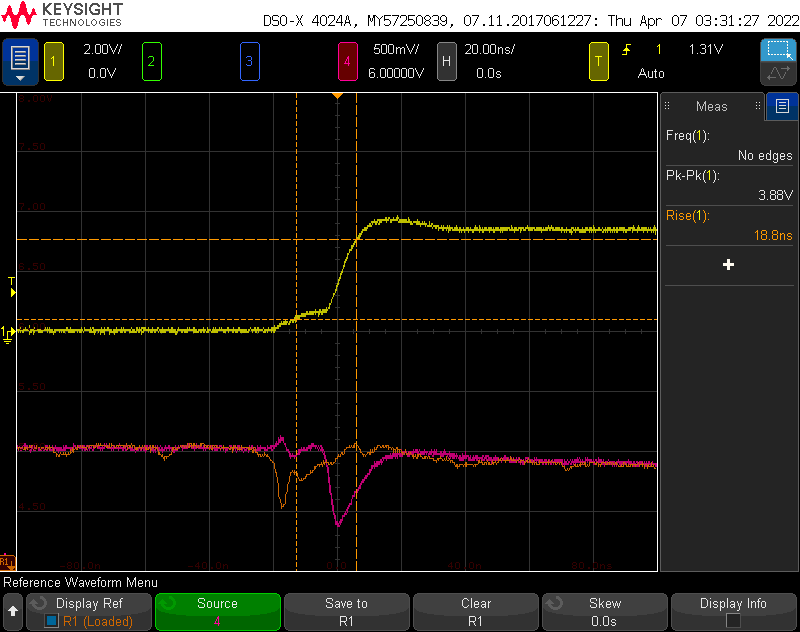 KEYSIGHT
TECHNOLOGIES
DSO-X 4024A, MY57250839, 07.11.2017061227: Thu Apr 07 03:31:27 2022
1 2.00V/ 2 3 4 500mV/ H 20.00ns/ T 1 1.31V
0.0V 6.00000V 0.0s Auto
Meas
Freq(1):
No edges
Pk-Pk(1):
3.88V
Rise(1):
18.8ns
+
T
1
R1
Reference Waveform Menu
Display Ref Source Save to Clear Skew Display Info
R1 (Loaded) 4 R1 R1 0.0s